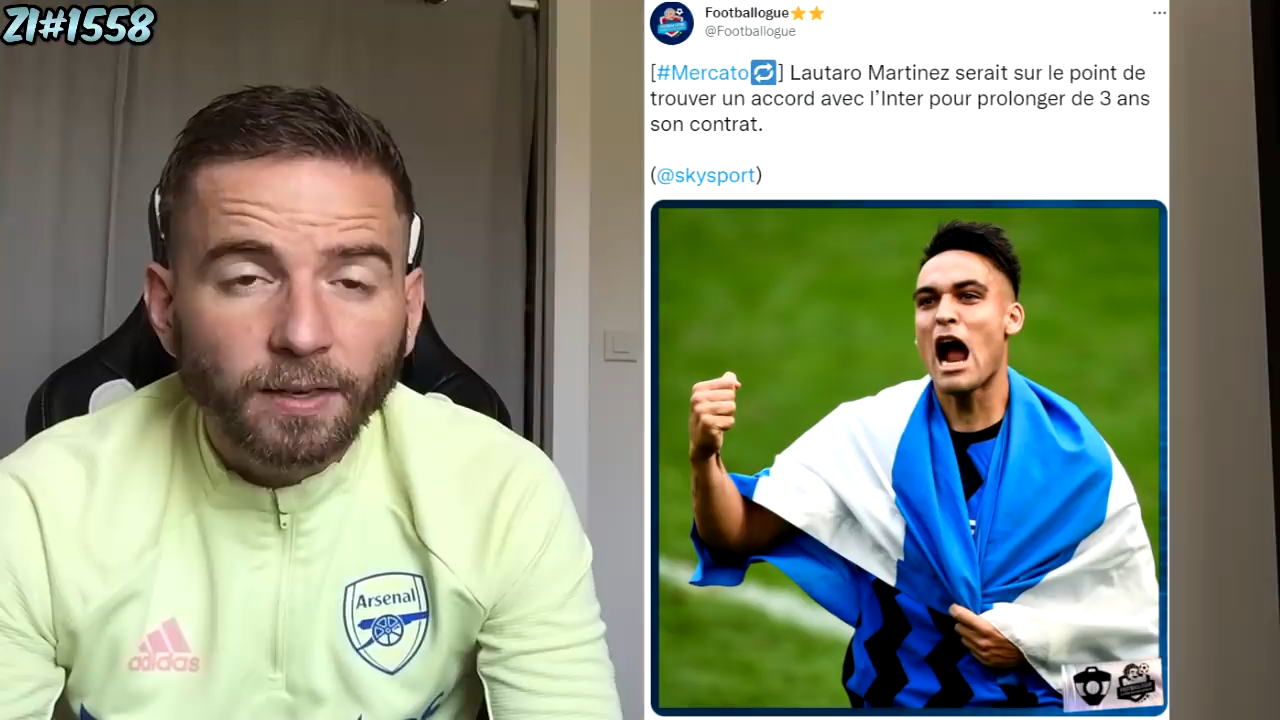 ZI#1558
Footballogue⭐⭐
@Footballogue
[#Mercato🔁] Lautaro Martinez serait sur le point de
trouver un accord avec l’Inter pour prolonger de 3 ans
son contrat.
(@skysport)
Arsenal
adidas